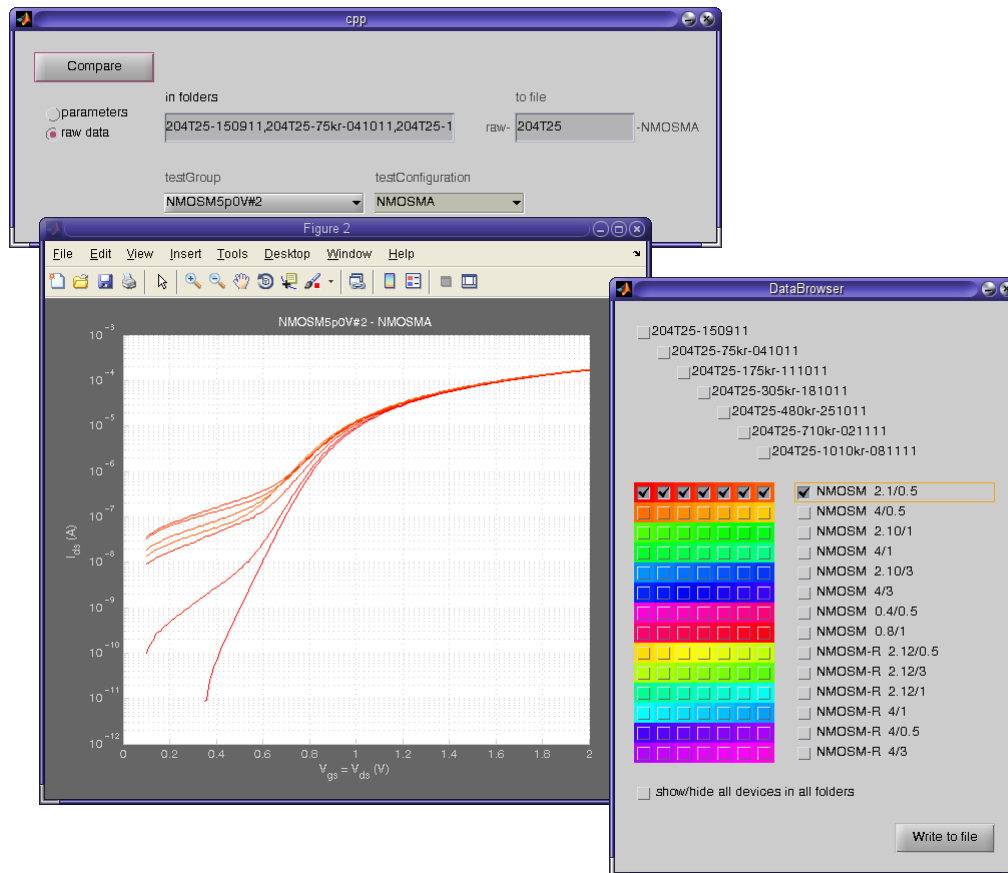 cpp
Compare
in folders
to file
parameters
raw data
204T25-150911,204T25-75kr-041011,204T25-1
raw-
204T25
-NMOSMA
testGroup
testConfiguration
NMOSM5p0V#2
NMOSMA
Figure 2
File Edit View Insert Tools Desktop Window Help
NMOSM5p0V#2 - NMOSMA
10^-3
10^-4
10^-5
10^-6
10^-7
10^-8
10^-9
10^-10
10^-11
10^-12
I_ds (A)
0 0.2 0.4 0.6 0.8 1 1.2 1.4 1.6 1.8 2
V_gs = V_ds (V)
DataBrowser
204T25-150911
204T25-75kr-041011
204T25-175kr-111011
204T25-305kr-181011
204T25-480kr-251011
204T25-710kr-021111
204T25-1010kr-081111
NMOSM 2.1/0.5
NMOSM 4/0.5
NMOSM 2.10/1
NMOSM 4/1
NMOSM 2.10/3
NMOSM 4/3
NMOSM 0.4/0.5
NMOSM 0.8/1
NMOSM-R 2.12/0.5
NMOSM-R 2.12/3
NMOSM-R 2.12/1
NMOSM-R 4/1
NMOSM-R 4/0.5
NMOSM-R 4/3
show/hide all devices in all folders
Write to file